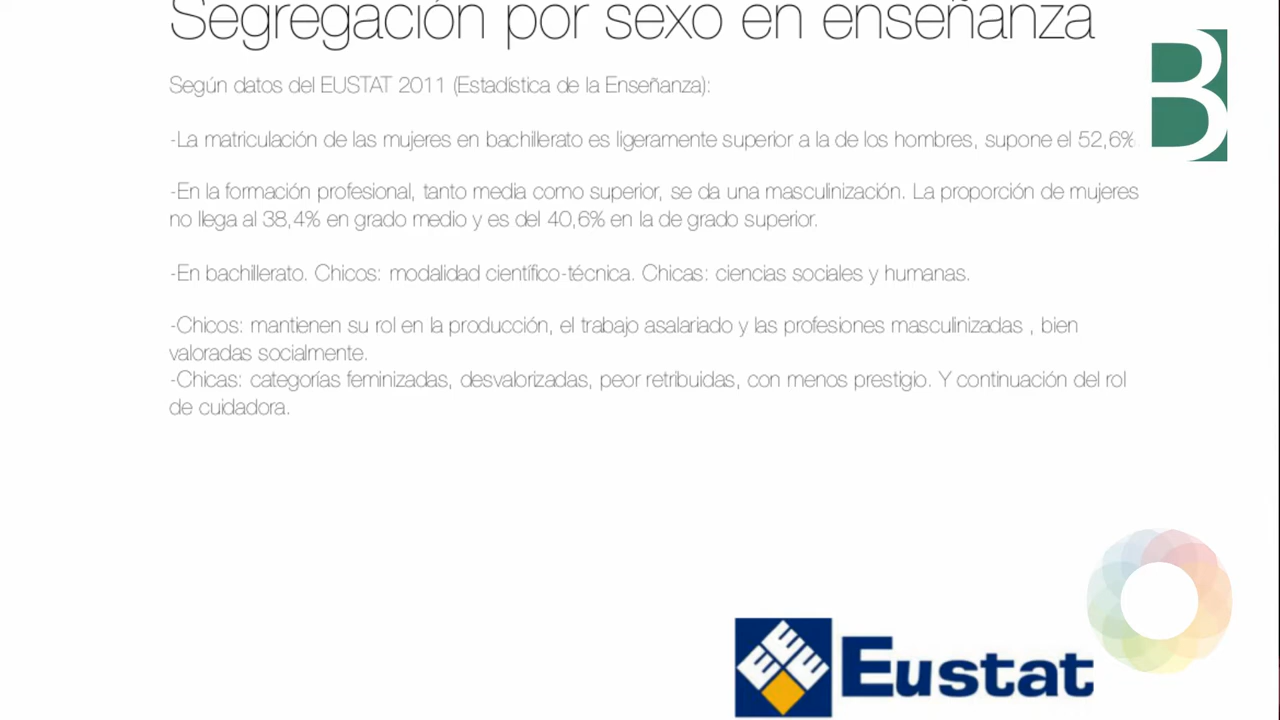 Segregación por sexo en enseñanza
Según datos del EUSTAT 2011 (Estadística de la Enseñanza):
-La matriculación de las mujeres en bachillerato es ligeramente superior a la de los hombres, supone el 52,6%.
-En la formación profesional, tanto media como superior, se da una masculinización. La proporción de mujeres
no llega al 38,4% en grado medio y es del 40,6% en la de grado superior.
-En bachillerato. Chicos: modalidad científico-técnica. Chicas: ciencias sociales y humanas.
-Chicos: mantienen su rol en la producción, el trabajo asalariado y las profesiones masculinizadas , bien
valoradas socialmente.
-Chicas: categorías feminizadas, desvalorizadas, peor retribuidas, con menos prestigio. Y continuación del rol
de cuidadora.
B
Eustat